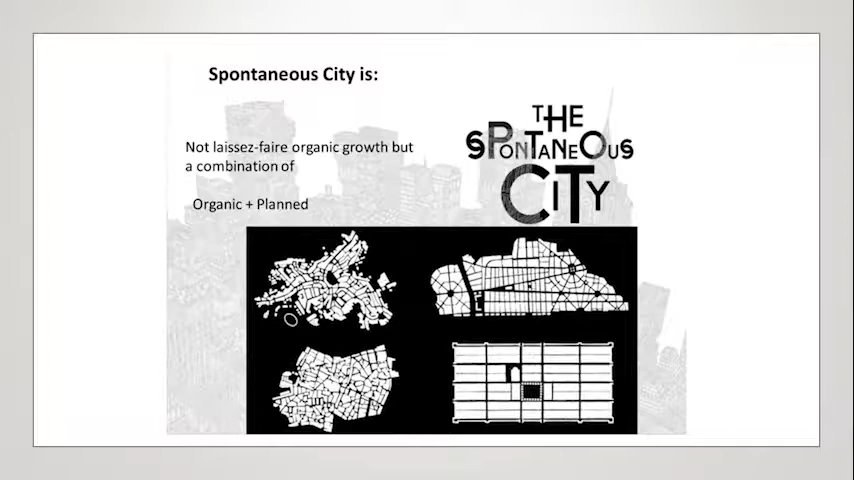 Spontaneous City is:
Not laissez-faire organic growth but
a combination of
Organic + Planned
THE
SPONTANEOUS
CITY